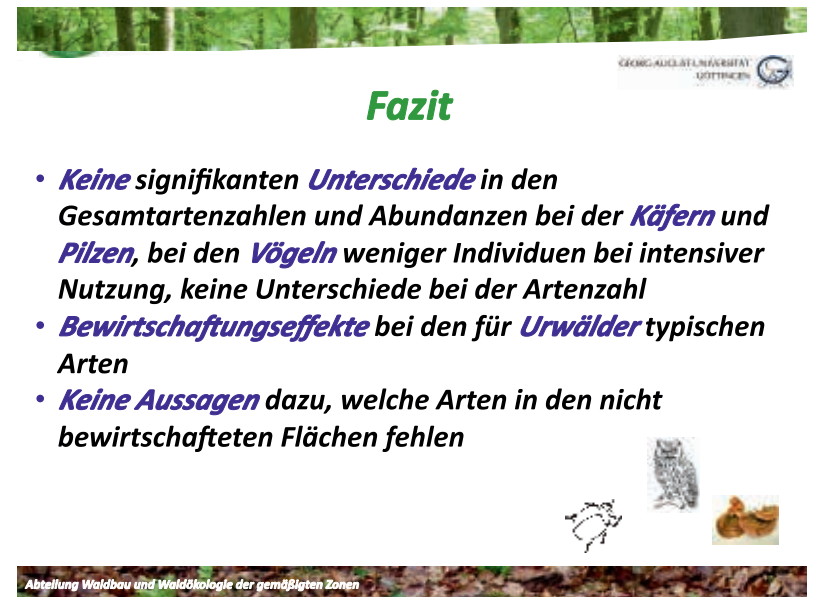 GEORG-AUGUST-UNIVERSITÄT
GÖTTINGEN
Fazit
• Keine signifikanten Unterschiede in den
Gesamtartenzahlen und Abundanzen bei der Käfern und
Pilzen, bei den Vögeln weniger Individuen bei intensiver
Nutzung, keine Unterschiede bei der Artenzahl
• Bewirtschaftungseffekte bei den für Urwälder typischen
Arten
• Keine Aussagen dazu, welche Arten in den nicht
bewirtschafteten Flächen fehlen
Abteilung Waldbau und Waldökologie der gemäßigten Zonen